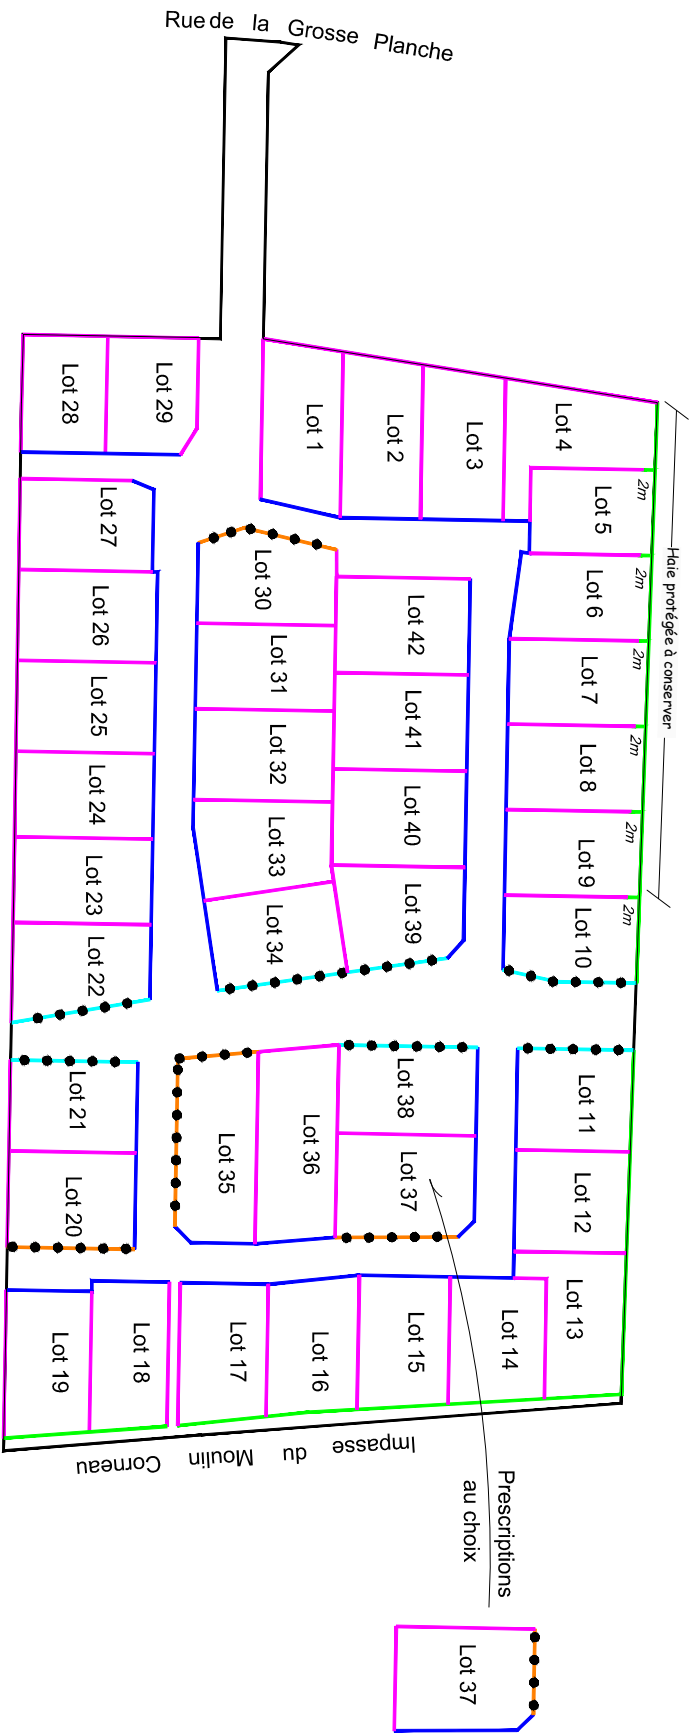 Rue de la Grosse Planche
Lot 28
Lot 29
Lot 1
Lot 2
Lot 3
Lot 4
Lot 5
2m
Haie protégée à conserver
Lot 27
Lot 30
Lot 6
2m
Lot 26
Lot 31
Lot 42
Lot 7
2m
Lot 25
Lot 32
Lot 41
Lot 8
2m
Lot 24
Lot 33
Lot 40
Lot 9
2m
Lot 23
Lot 34
Lot 39
Lot 10
2m
Lot 22
Lot 21
Lot 35
Lot 36
Lot 38
Lot 11
Lot 20
Lot 37
Lot 12
Lot 19
Lot 18
Lot 17
Lot 16
Lot 15
Lot 14
Lot 13
Impasse du Moulin Corneau
Prescriptions
au choix
Lot 37